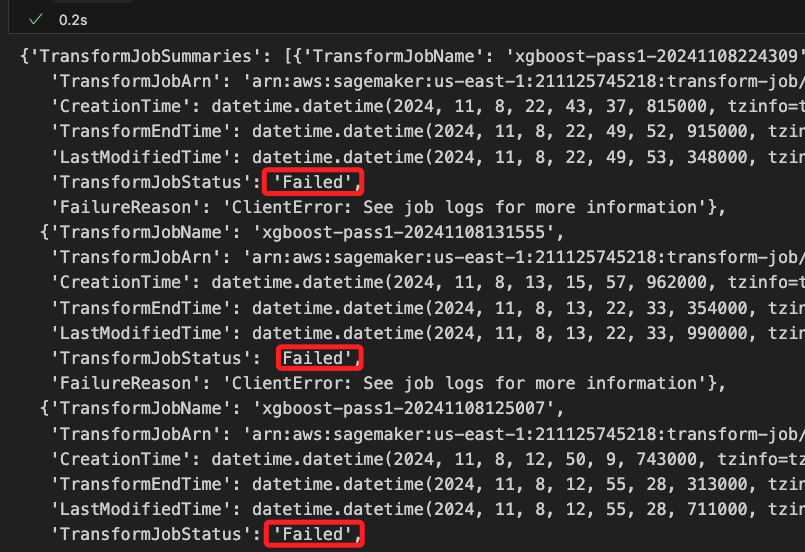 ✓ 0.2s
{'TransformJobSummaries': [{'TransformJobName': 'xgboost-pass1-20241108224309'
'TransformJobArn': 'arn:aws:sagemaker:us-east-1:211125745218:transform-job/
'CreationTime': datetime.datetime(2024, 11, 8, 22, 43, 37, 815000, tzinfo=t
'TransformEndTime': datetime.datetime(2024, 11, 8, 22, 49, 52, 915000, tzin
'LastModifiedTime': datetime.datetime(2024, 11, 8, 22, 49, 53, 348000, tzin
'TransformJobStatus': 'Failed',
'FailureReason': 'ClientError: See job logs for more information'},
{'TransformJobName': 'xgboost-pass1-20241108131555',
'TransformJobArn': 'arn:aws:sagemaker:us-east-1:211125745218:transform-job/
'CreationTime': datetime.datetime(2024, 11, 8, 13, 15, 57, 962000, tzinfo=t
'TransformEndTime': datetime.datetime(2024, 11, 8, 13, 22, 33, 354000, tzin
'LastModifiedTime': datetime.datetime(2024, 11, 8, 13, 22, 33, 990000, tzin
'TransformJobStatus': Failed',
'FailureReason': 'ClientError: See job logs for more information'},
{'TransformJobName': 'xgboost-pass1-20241108125007',
'TransformJobArn': 'arn:aws:sagemaker:us-east-1:211125745218:transform-job/
'CreationTime': datetime.datetime(2024, 11, 8, 12, 50, 9, 743000, tzinfo=tz
'TransformEndTime': datetime.datetime(2024, 11, 8, 12, 55, 28, 313000, tzin
'LastModifiedTime': datetime.datetime(2024, 11, 8, 12, 55, 28, 711000, tzin
'TransformJobStatus': 'Failed',